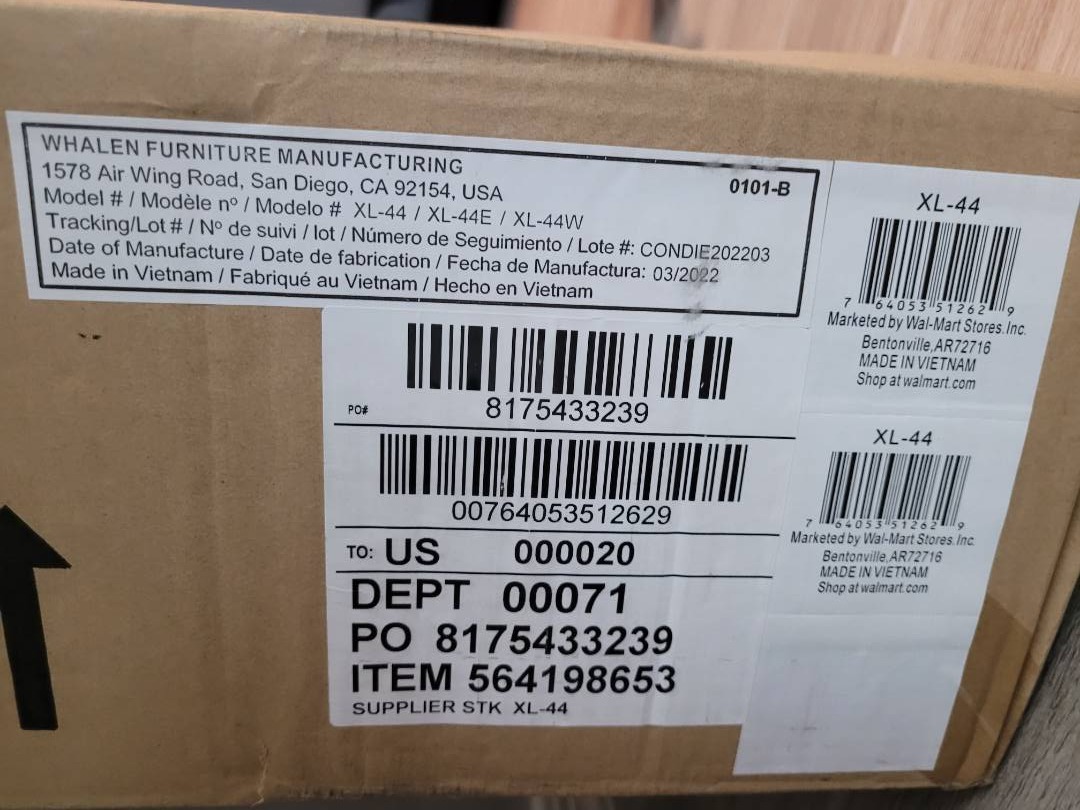 WHALEN FURNITURE MANUFACTURING
1578 Air Wing Road, San Diego, CA 92154, USA
0101-B
Model # / Modèle nº / Modelo # XL-44 / XL-44E / XL-44W
Tracking/Lot # / Nº de suivi / lot / Número de Seguimiento / Lote #: CONDIE202203
Date of Manufacture / Date de fabrication / Fecha de Manufactura: 03/2022
Made in Vietnam / Fabriqué au Vietnam / Hecho en Vietnam
XL-44
7 64053 51262 9
Marketed by Wal-Mart Stores.Inc.
Bentonville,AR72716
MADE IN VIETNAM
Shop at walmart.com
PO# 8175433239
00764053512629
TO: US 000020
DEPT 00071
PO 8175433239
ITEM 564198653
SUPPLIER STK XL-44
XL-44
7 64053 51262 9
Marketed by Wal-Mart Stores.Inc.
Bentonville,AR72716
MADE IN VIETNAM
Shop at walmart.com